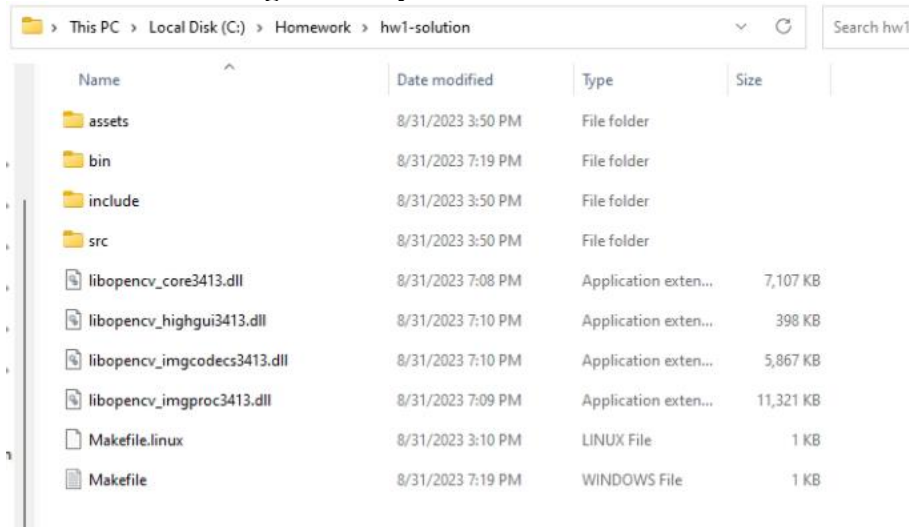 This PC > Local Disk (C:) > Homework > hw1-solution Search hw1
Name Date modified Type Size
assets 8/31/2023 3:50 PM File folder
bin 8/31/2023 7:19 PM File folder
include 8/31/2023 3:50 PM File folder
src 8/31/2023 3:50 PM File folder
libopencv_core3413.dll 8/31/2023 7:08 PM Application exten... 7,107 KB
libopencv_highgui3413.dll 8/31/2023 7:10 PM Application exten... 398 KB
libopencv_imgcodecs3413.dll 8/31/2023 7:10 PM Application exten... 5,867 KB
libopencv_imgproc3413.dll 8/31/2023 7:09 PM Application exten... 11,321 KB
Makefile.linux 8/31/2023 3:10 PM LINUX File 1 KB
Makefile 8/31/2023 7:19 PM WINDOWS File 1 KB